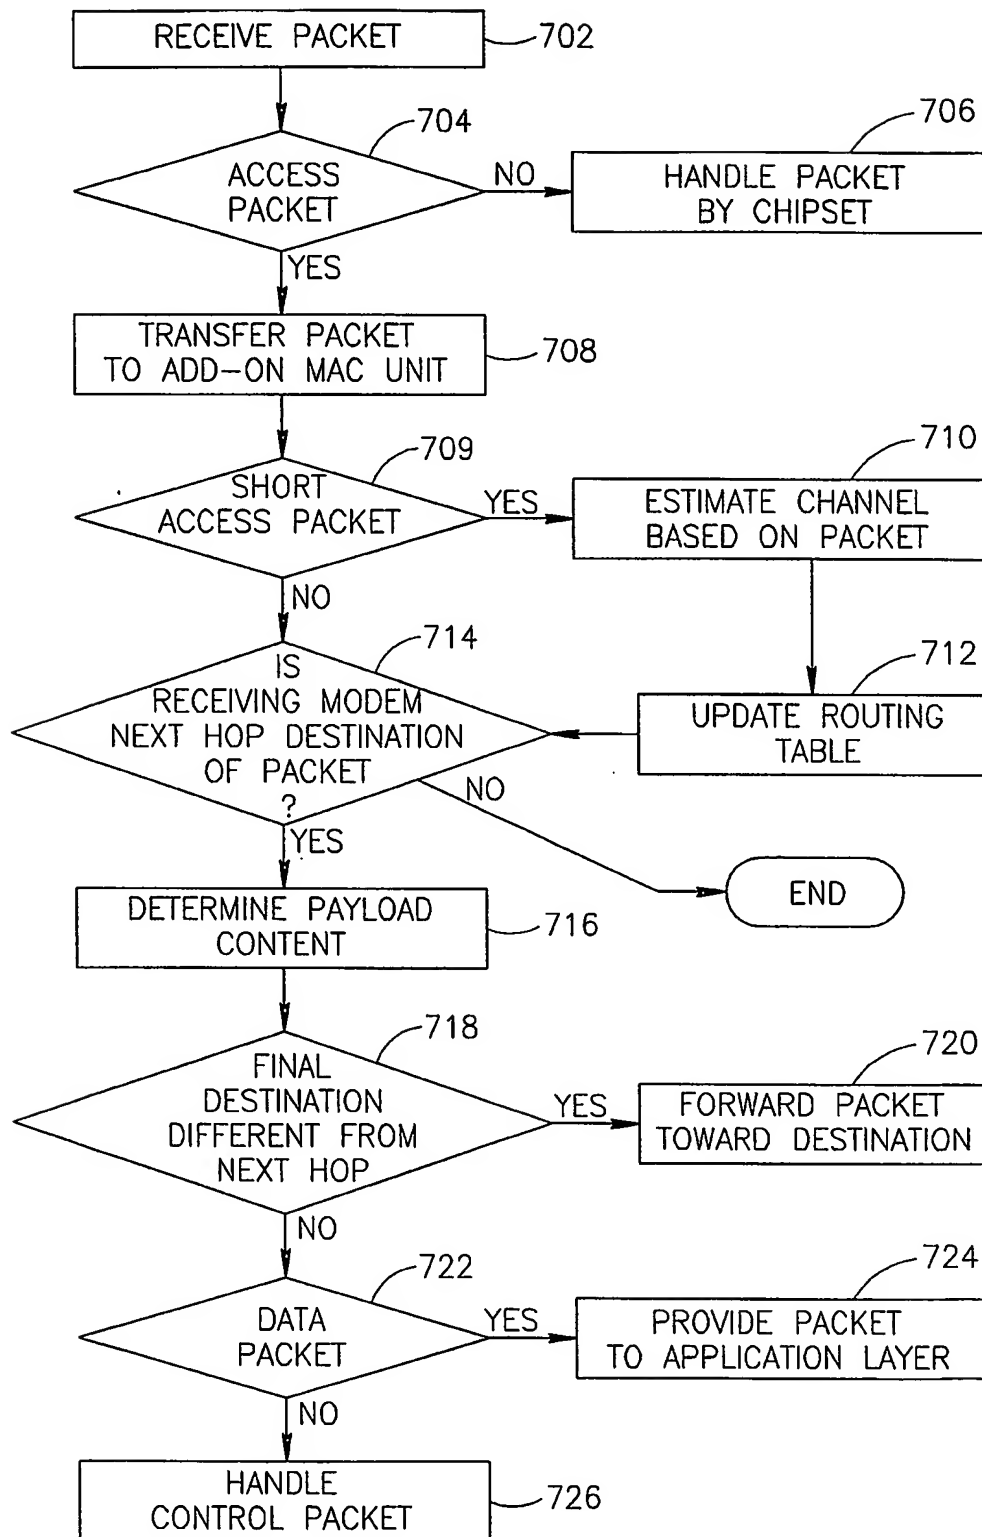 RECEIVE PACKET
702
704
ACCESS
PACKET
NO
706
HANDLE PACKET
BY CHIPSET
YES
TRANSFER PACKET
TO ADD-ON MAC UNIT
708
709
SHORT
ACCESS PACKET
YES
710
ESTIMATE CHANNEL
BASED ON PACKET
NO
714
IS
RECEIVING MODEM
NEXT HOP DESTINATION
OF PACKET
?
712
UPDATE ROUTING
TABLE
NO
END
YES
DETERMINE PAYLOAD
CONTENT
716
718
FINAL
DESTINATION
DIFFERENT FROM
NEXT HOP
YES
720
FORWARD PACKET
TOWARD DESTINATION
NO
722
DATA
PACKET
YES
724
PROVIDE PACKET
TO APPLICATION LAYER
NO
HANDLE
CONTROL PACKET
726